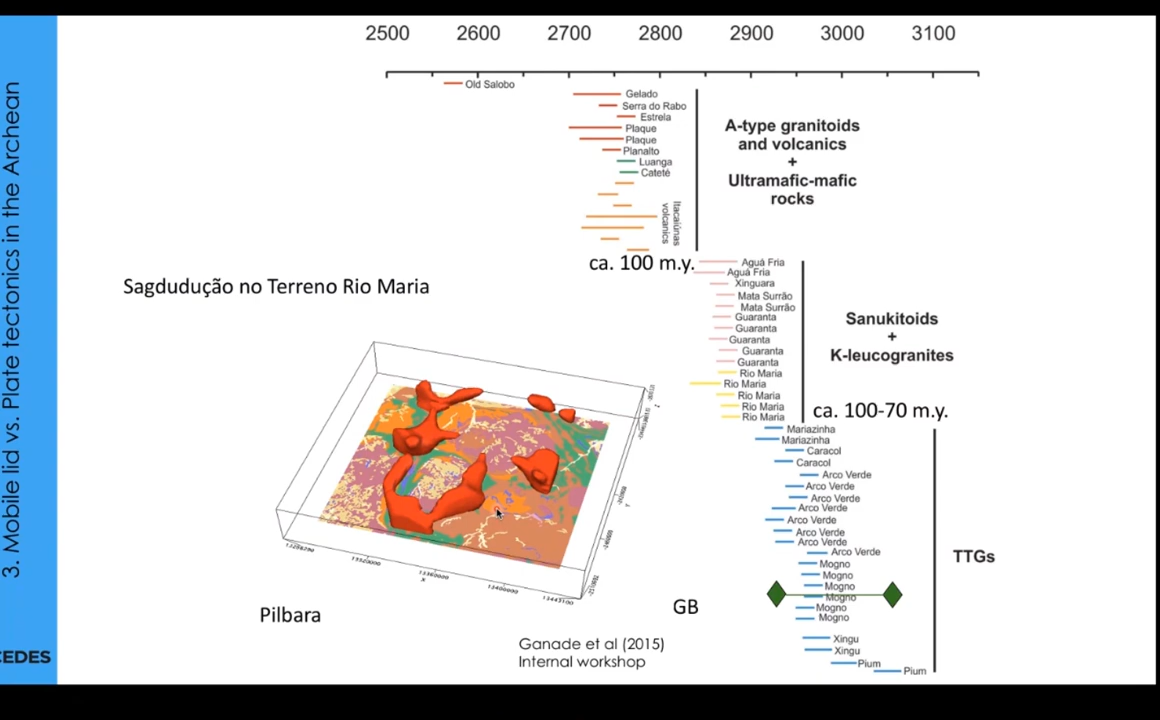 3. Mobile lid vs. Plate tectonics in the Archean
CEDES
2500 2600 2700 2800 2900 3000 3100
Old Salobo
Gelado
Serra do Rabo
Estrela
Plaque
Plaque
Planalto
Luanga
Cateté
Itacaiúnas
volcanics
A-type granitoids
and volcanics
+
Ultramafic-mafic
rocks
ca. 100 m.y.
Aguá Fria
Aguá Fria
Xinguara
Mata Surrão
Mata Surrão
Guaranta
Guaranta
Guaranta
Guaranta
Guaranta
Rio Maria
Rio Maria
Rio Maria
Rio Maria
Rio Maria
Sanukitoids
+
K-leucogranites
ca. 100-70 m.y.
Sagdudução no Terreno Rio Maria
Mariazinha
Mariazinha
Caracol
Caracol
Arco Verde
Arco Verde
Arco Verde
Arco Verde
Arco Verde
Arco Verde
Arco Verde
Arco Verde
Mogno
Mogno
Mogno
Mogno
Mogno
Mogno
Xingu
Xingu
Pium
Pium
TTGs
X
Pilbara
GB
Ganade et al (2015)
Internal workshop